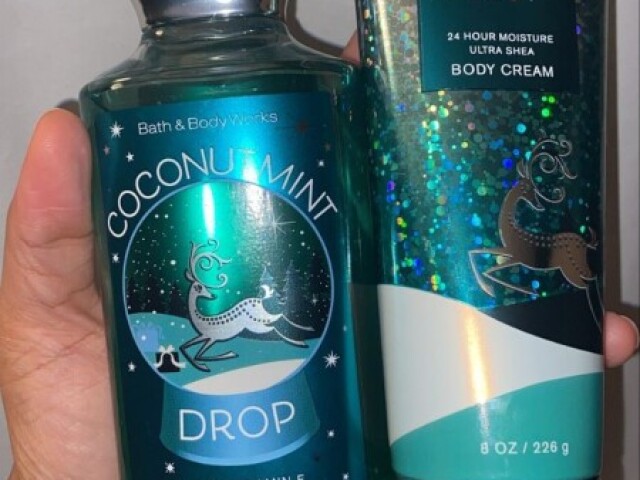 Bath & Body Works
COCONUT MINT
DROP
24 HOUR MOISTURE
ULTRA SHEA
BODY CREAM
8 OZ / 226 g